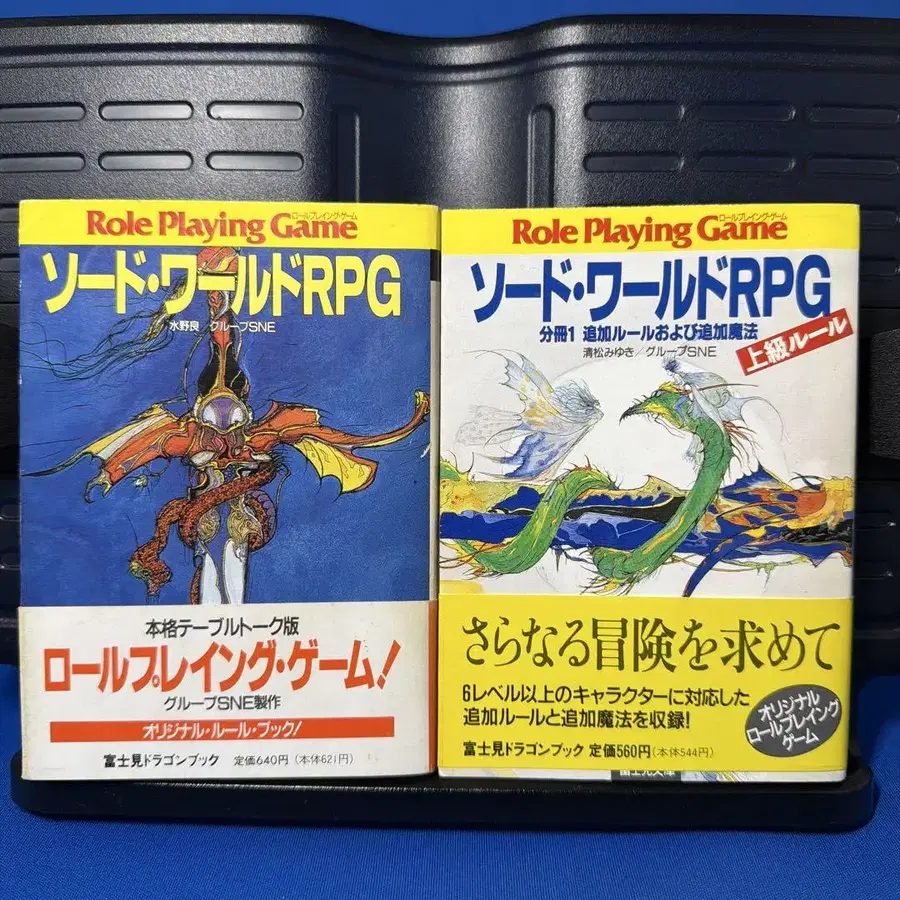 ロールプレイング・ゲーム
Role Playing Game
ソード・ワールドRPG
水野良 グループSNE
本格テーブルトーク版
ロールプレイング・ゲーム!
グループSNE製作
オリジナル・ルール・ブック!
富士見ドラゴンブック 定価640円(本体621円)
ロールプレイング・ゲーム
Role Playing Game
ソード・ワールドRPG
分冊1 追加ルールおよび追加魔法
清松みゆき/グループSNE
上級ルール
さらなる冒険を求めて
6レベル以上のキャラクターに対応した
追加ルールと追加魔法を収録!
オリジナル
ロールプレイング
ゲーム
富士見ドラゴンブック 定価560円(本体544円)
富士見文庫